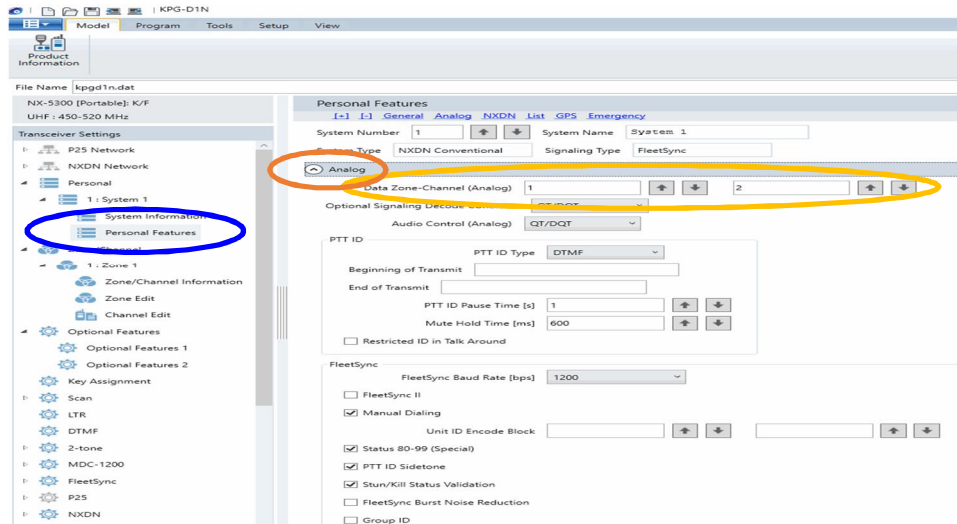 KPG-D1N
Model Program Tools Setup View
Product
Information
File Name kpgd1n.dat
NX-5300 [Portable]: K/F
UHF : 450-520 MHz
Transceiver Settings
P25 Network
NXDN Network
Personal
1 : System 1
System Information
Personal Features
1 : Zone 1
Zone/Channel Information
Zone Edit
Channel Edit
Optional Features
Optional Features 1
Optional Features 2
Key Assignment
Scan
LTR
DTMF
2-tone
MDC-1200
FleetSync
P25
NXDN
Personal Features
[+] [-] General Analog NXDN List GPS Emergency
System Number 1 System Name System 1
System Type NXDN Conventional Signaling Type FleetSync
Analog
Data Zone-Channel (Analog) 1 2
Optional Signaling Decode QT/DQT
Audio Control (Analog) QT/DQT
PTT ID
PTT ID Type DTMF
Beginning of Transmit
End of Transmit
PTT ID Pause Time [s] 1
Mute Hold Time [ms] 600
Restricted ID in Talk Around
FleetSync
FleetSync Baud Rate [bps] 1200
FleetSync II
Manual Dialing
Unit ID Encode Block
Status 80-99 (Special)
PTT ID Sidetone
Stun/Kill Status Validation
FleetSync Burst Noise Reduction
Group ID